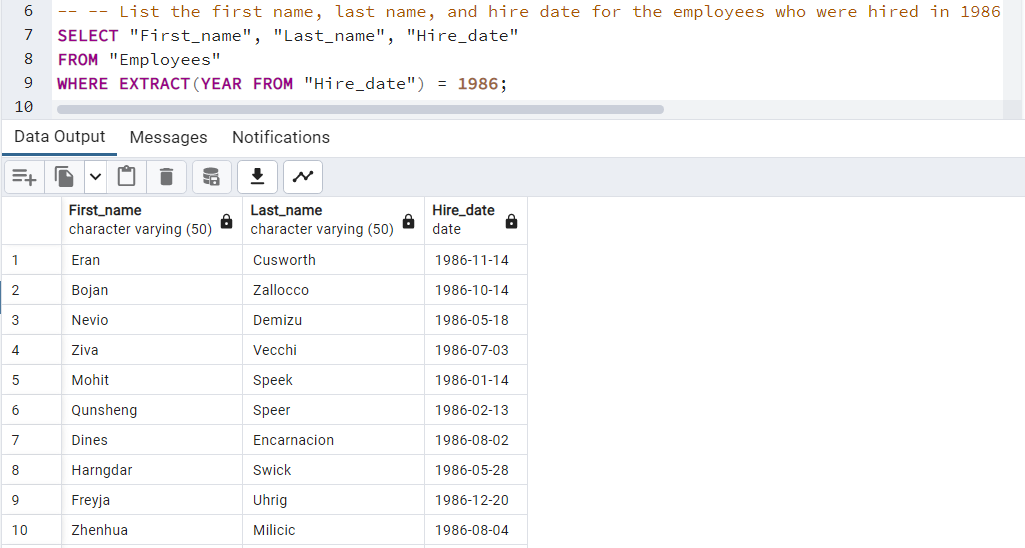 6 -- -- List the first name, last name, and hire date for the employees who were hired in 1986
7 SELECT "First_name", "Last_name", "Hire_date"
8 FROM "Employees"
9 WHERE EXTRACT(YEAR FROM "Hire_date") = 1986;
10
Data Output Messages Notifications
First_name Last_name Hire_date
character varying (50) character varying (50) date
1 Eran Cusworth 1986-11-14
2 Bojan Zallocco 1986-10-14
3 Nevio Demizu 1986-05-18
4 Ziva Vecchi 1986-07-03
5 Mohit Speek 1986-01-14
6 Qunsheng Speer 1986-02-13
7 Dines Encarnacion 1986-08-02
8 Harngdar Swick 1986-05-28
9 Freyja Uhrig 1986-12-20
10 Zhenhua Milicic 1986-08-04